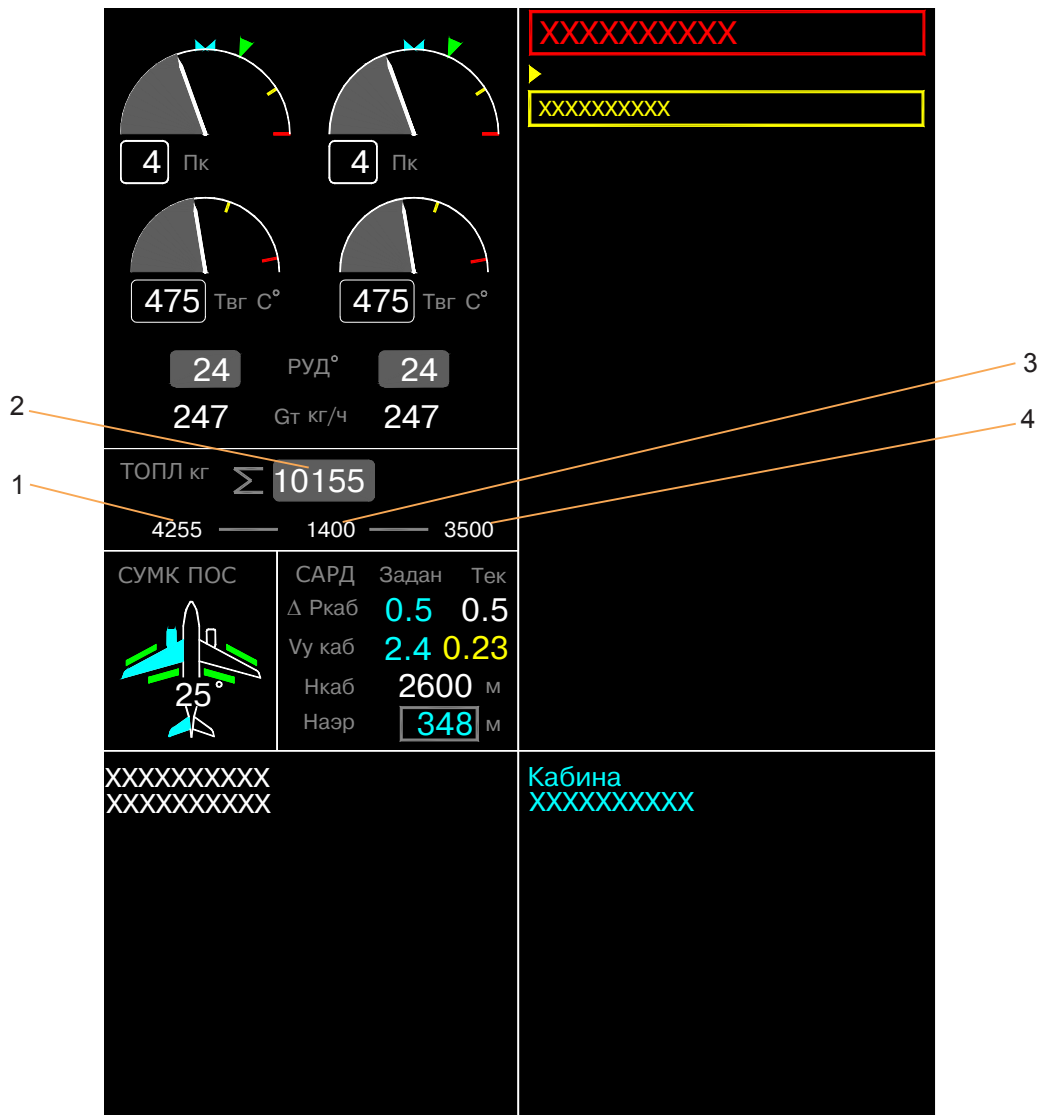 XXXXXXXXXX
XXXXXXXXXX
4 Пк 4 Пк
475 Твг С° 475 Твг С°
24 РУД° 24
247 Gт кг/ч 247
ТОПЛ кг Σ 10155
4255 1400 3500
1
2
3
4
СУМК ПОС
25°
САРД Задан Тек
Δ Ркаб 0.5 0.5
Vy каб 2.4 0.23
Нкаб 2600 м
Наэр 348 м
XXXXXXXXXX
XXXXXXXXXX
Кабина
XXXXXXXXXX